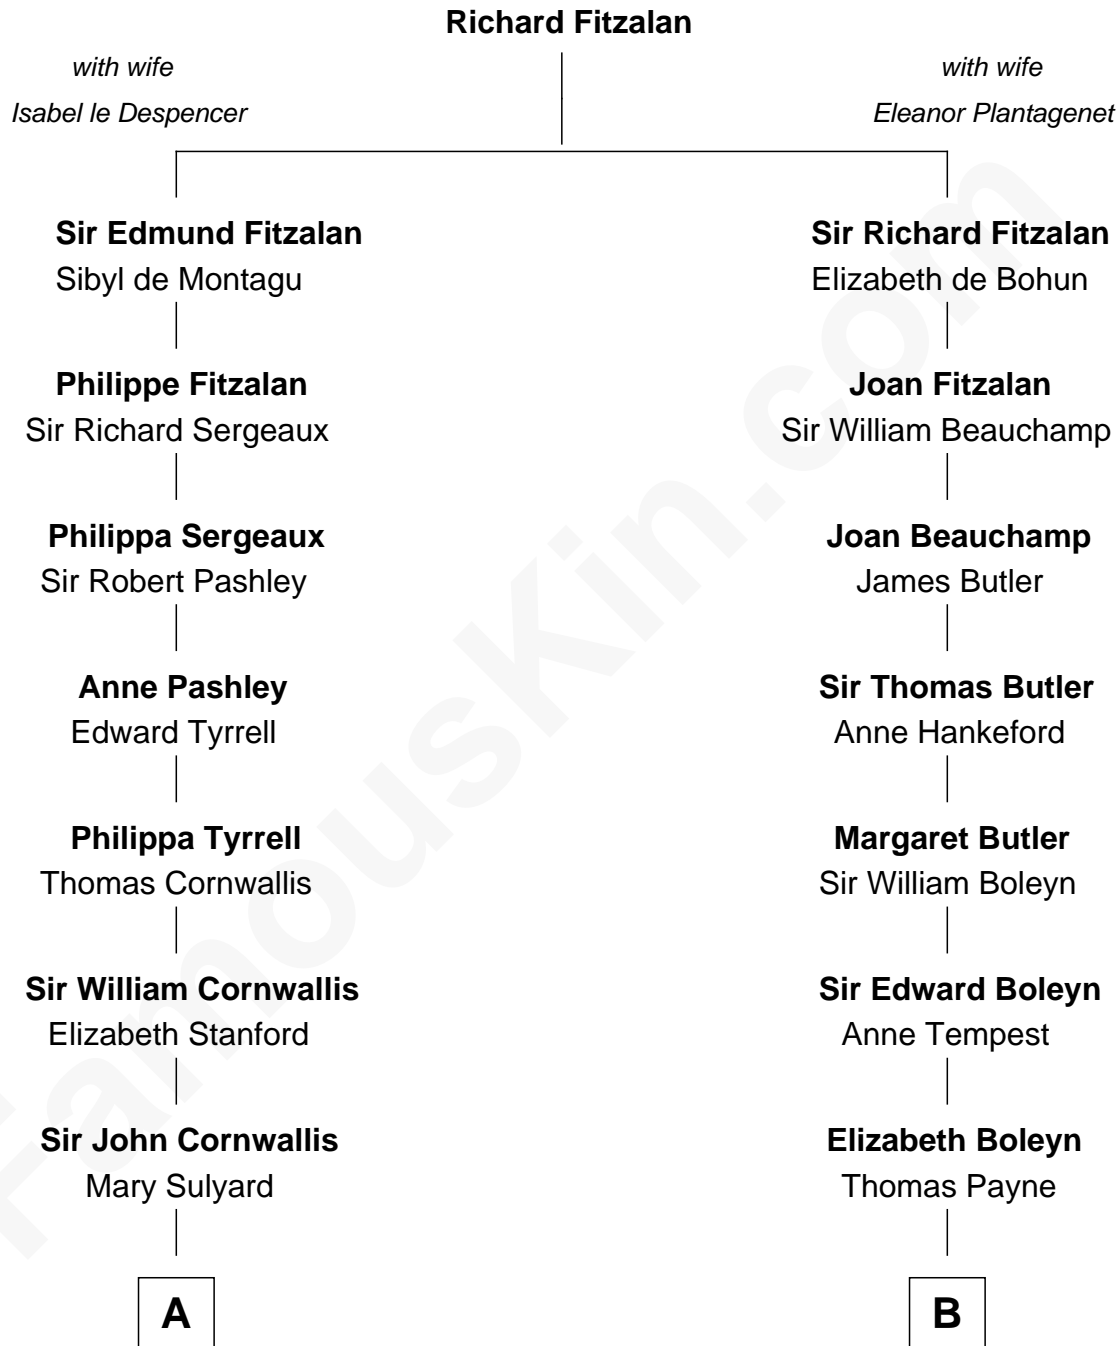 Richard Fitzalan
with wife
Isabel le Despencer
with wife
Eleanor Plantagenet
Sir Edmund Fitzalan
Sibyl de Montagu
Philippe Fitzalan
Sir Richard Sergeaux
Philippa Sergeaux
Sir Robert Pashley
Anne Pashley
Edward Tyrrell
Philippa Tyrrell
Thomas Cornwallis
Sir William Cornwallis
Elizabeth Stanford
Sir John Cornwallis
Mary Sulyard
A
Sir Richard Fitzalan
Elizabeth de Bohun
Joan Fitzalan
Sir William Beauchamp
Joan Beauchamp
James Butler
Sir Thomas Butler
Anne Hankeford
Margaret Butler
Sir William Boleyn
Sir Edward Boleyn
Anne Tempest
Elizabeth Boleyn
Thomas Payne
B
FamousKin.com